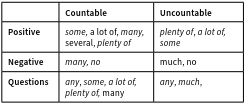 Countable Uncountable
Positive some, a lot of, many, plenty of, a lot of,
several, plenty of some
Negative many, no much, no
Questions any, some, a lot of, any, much,
plenty of, many